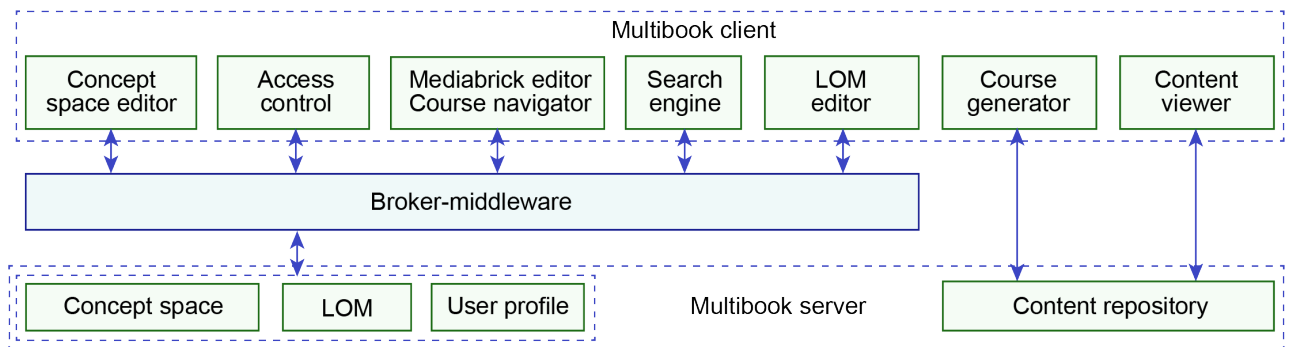 Multibook client
Concept
space editor
Access
control
Mediabrick editor
Course navigator
Search
engine
LOM
editor
Course
generator
Content
viewer
Broker-middleware
Concept space
LOM
User profile
Multibook server
Content repository